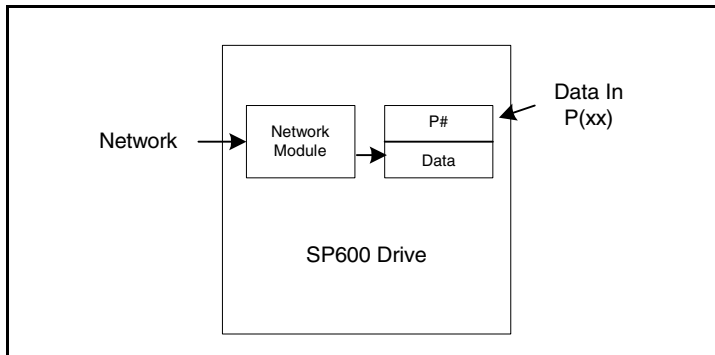 Network
Network
Module
P#
Data
Data In
P(xx)
SP600 Drive